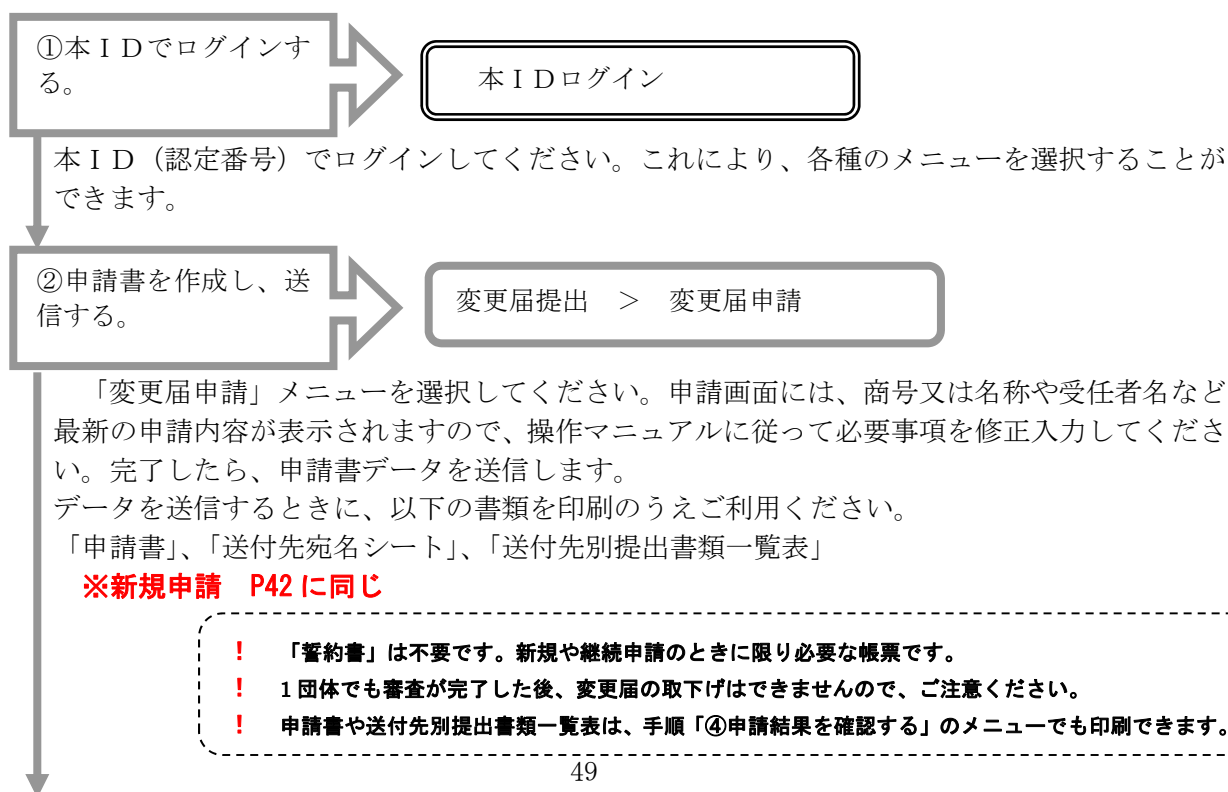 ①本ＩＤでログインす
る。
本ＩＤログイン
本ＩＤ（認定番号）でログインしてください。これにより、各種のメニューを選択することが
できます。
②申請書を作成し、送
信する。
変更届提出　＞　変更届申請
「変更届申請」メニューを選択してください。申請画面には、商号又は名称や受任者名など
最新の申請内容が表示されますので、操作マニュアルに従って必要事項を修正入力してくださ
い。完了したら、申請書データを送信します。
データを送信するときに、以下の書類を印刷のうえご利用ください。
「申請書」、「送付先宛名シート」、「送付先別提出書類一覧表」
※新規申請　P42 に同じ
！　「誓約書」は不要です。新規や継続申請のときに限り必要な帳票です。
！　1 団体でも審査が完了した後、変更届の取下げはできませんので、ご注意ください。
！　申請書や送付先別提出書類一覧表は、手順「④申請結果を確認する」のメニューでも印刷できます。
49